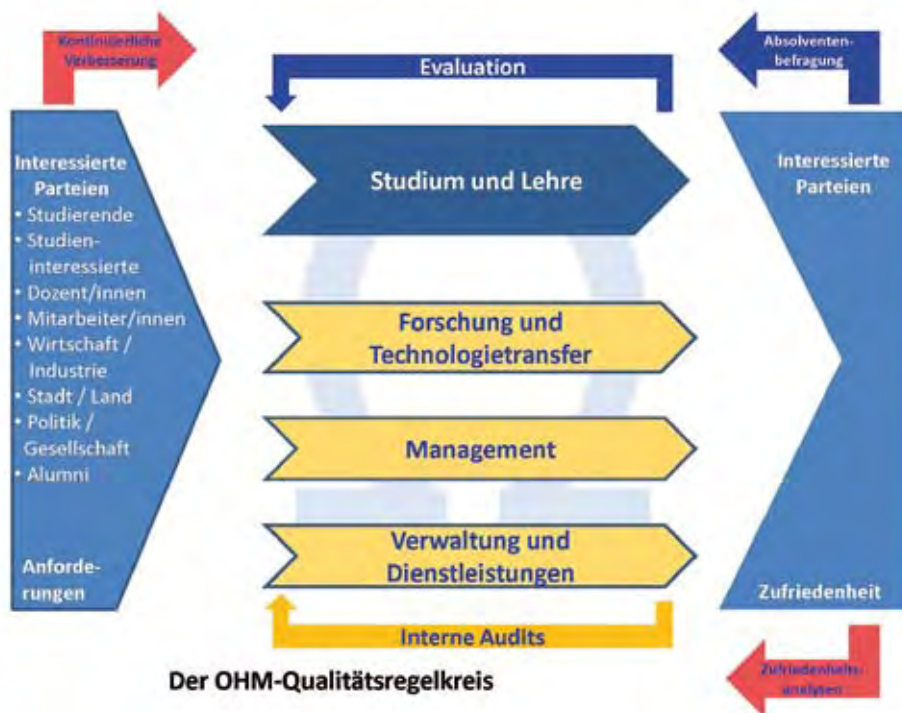 Kontinuierliche
Verbesserung
Evaluation
Absolventen-
befragung
Interessierte
Parteien
• Studierende
• Studien-
interessierte
• Dozent/innen
• Mitarbeiter/innen
• Wirtschaft /
Industrie
• Stadt / Land
• Politik /
Gesellschaft
• Alumni
Anforde-
rungen
Studium und Lehre
Forschung und
Technologietransfer
Management
Verwaltung und
Dienstleistungen
Interne Audits
Interessierte
Parteien
Zufriedenheit
Zufriedenheits-
analysen
Der OHM-Qualitätsregelkreis